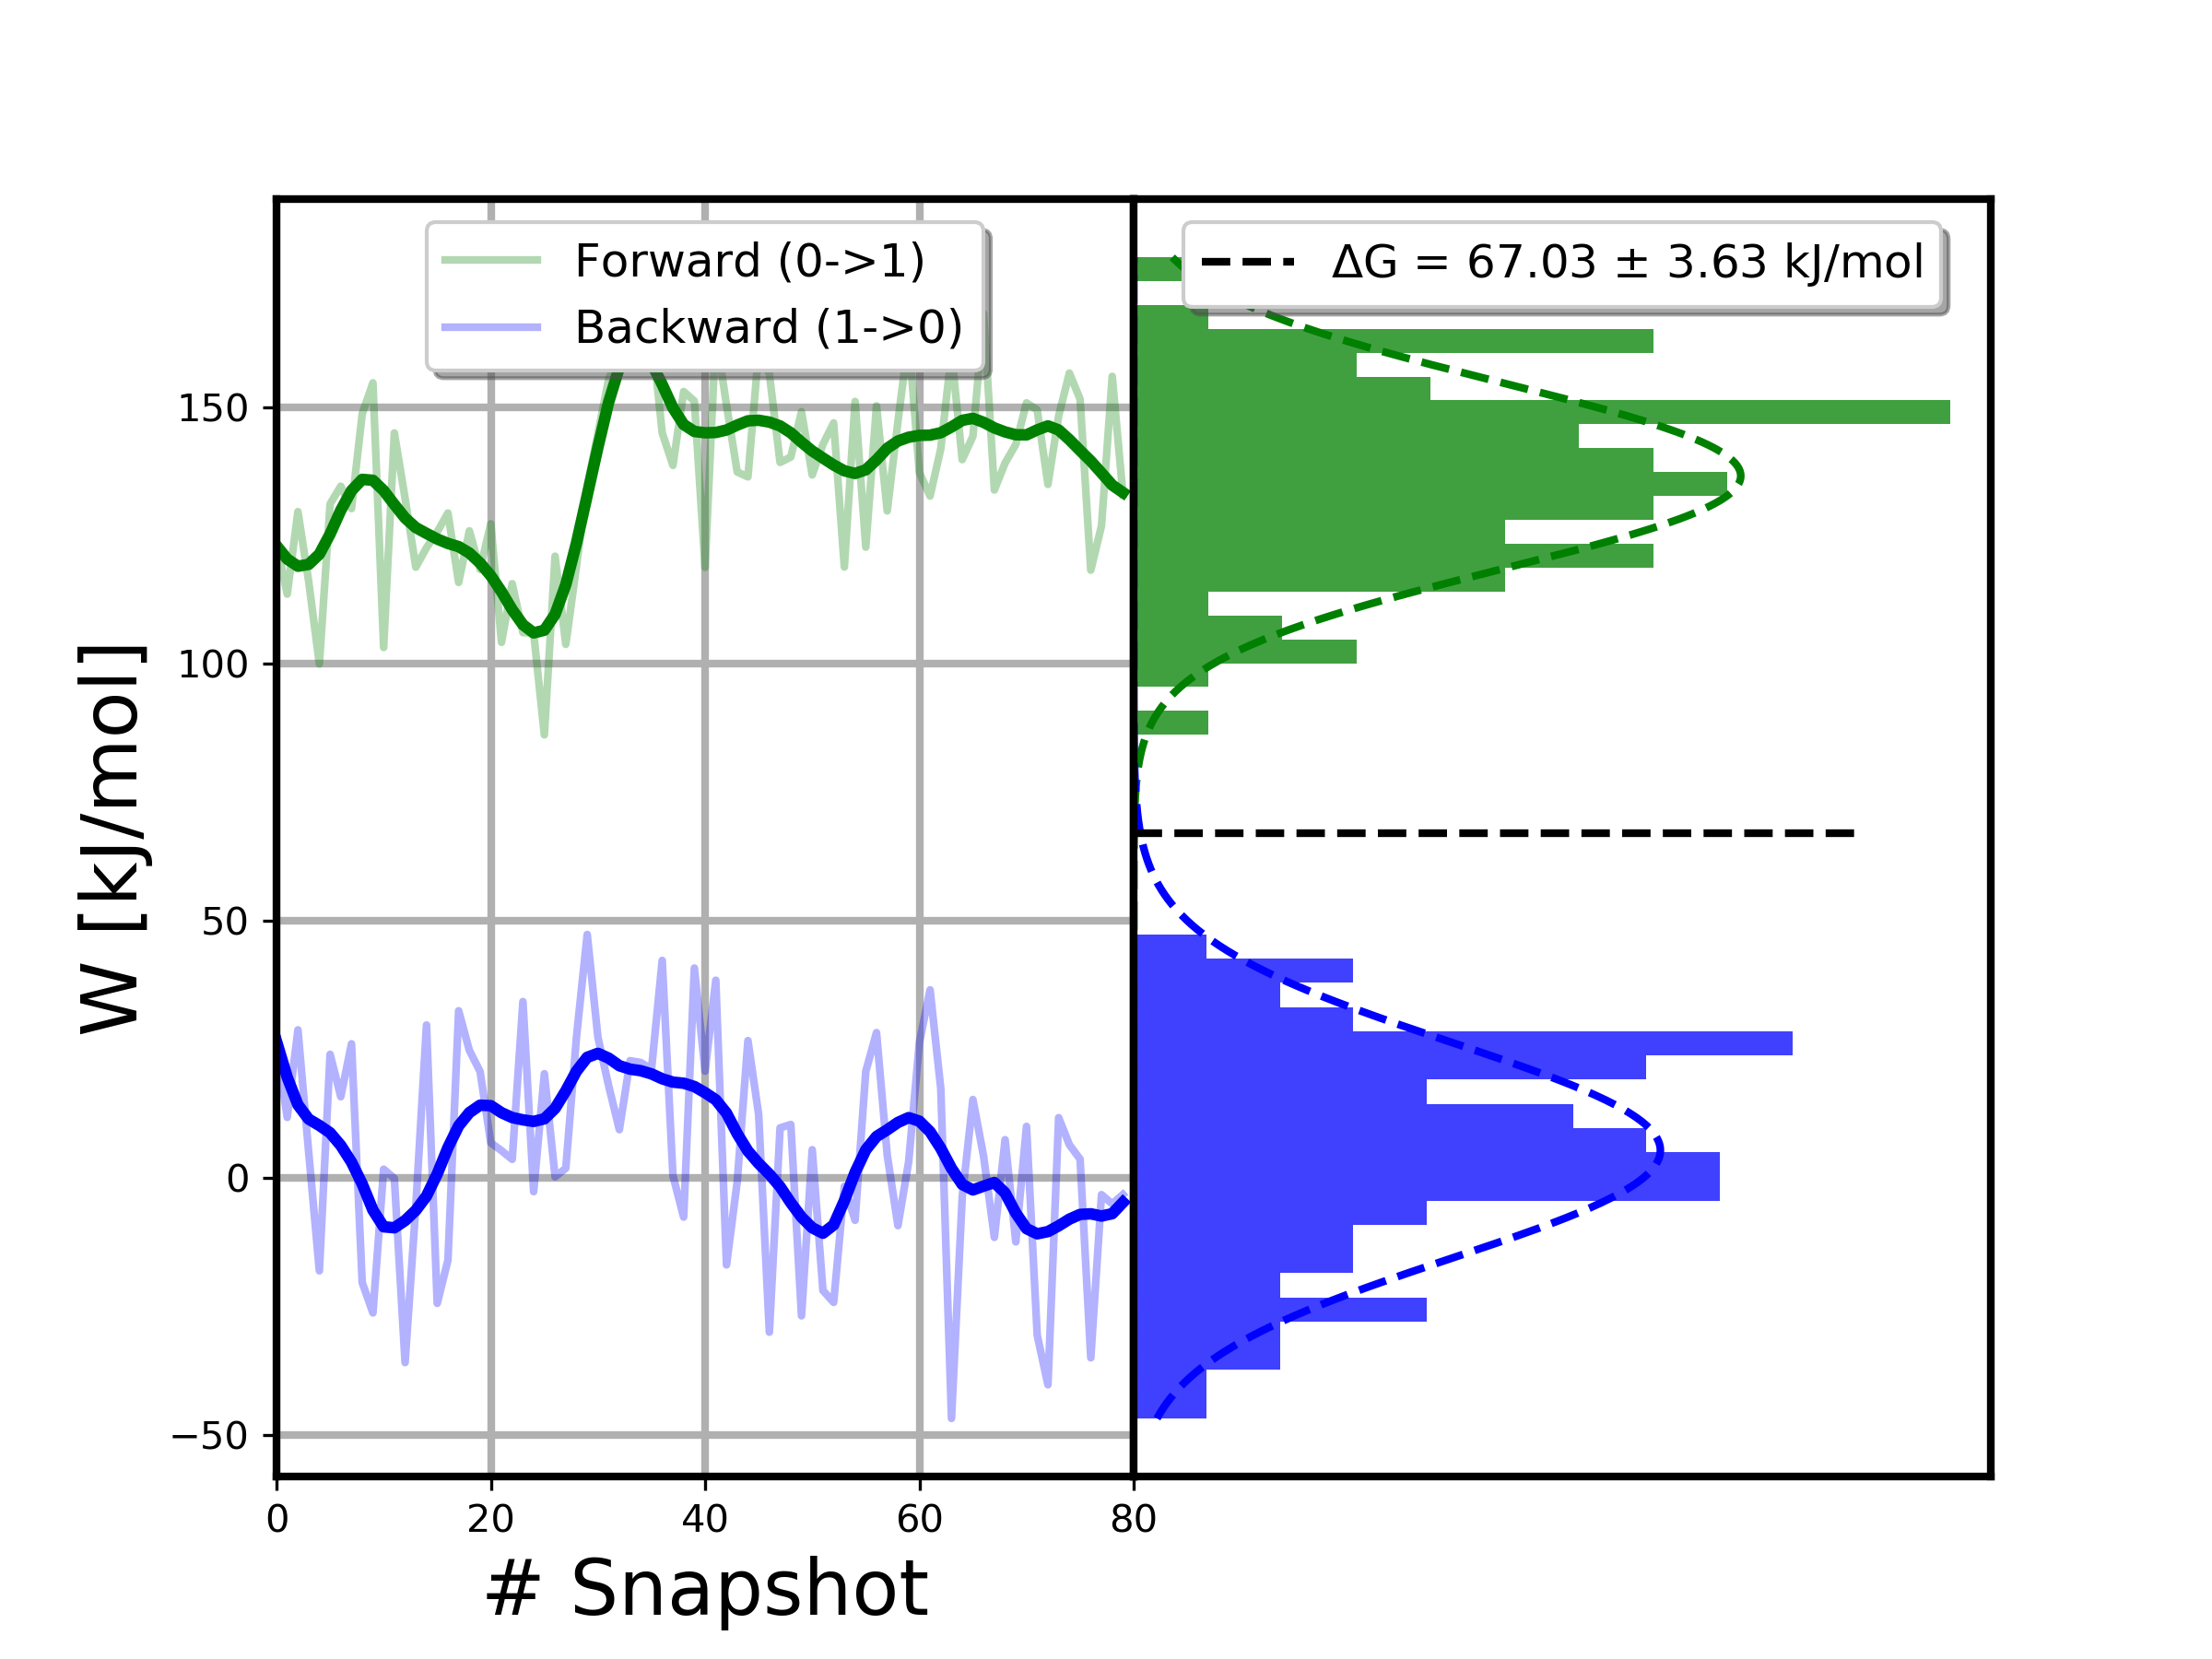 Forward (0->1)
Backward (1->0)
ΔG = 67.03 ± 3.63 kJ/mol
W [kJ/mol]
150
100
50
0
−50
0 20 40 60 80
# Snapshot